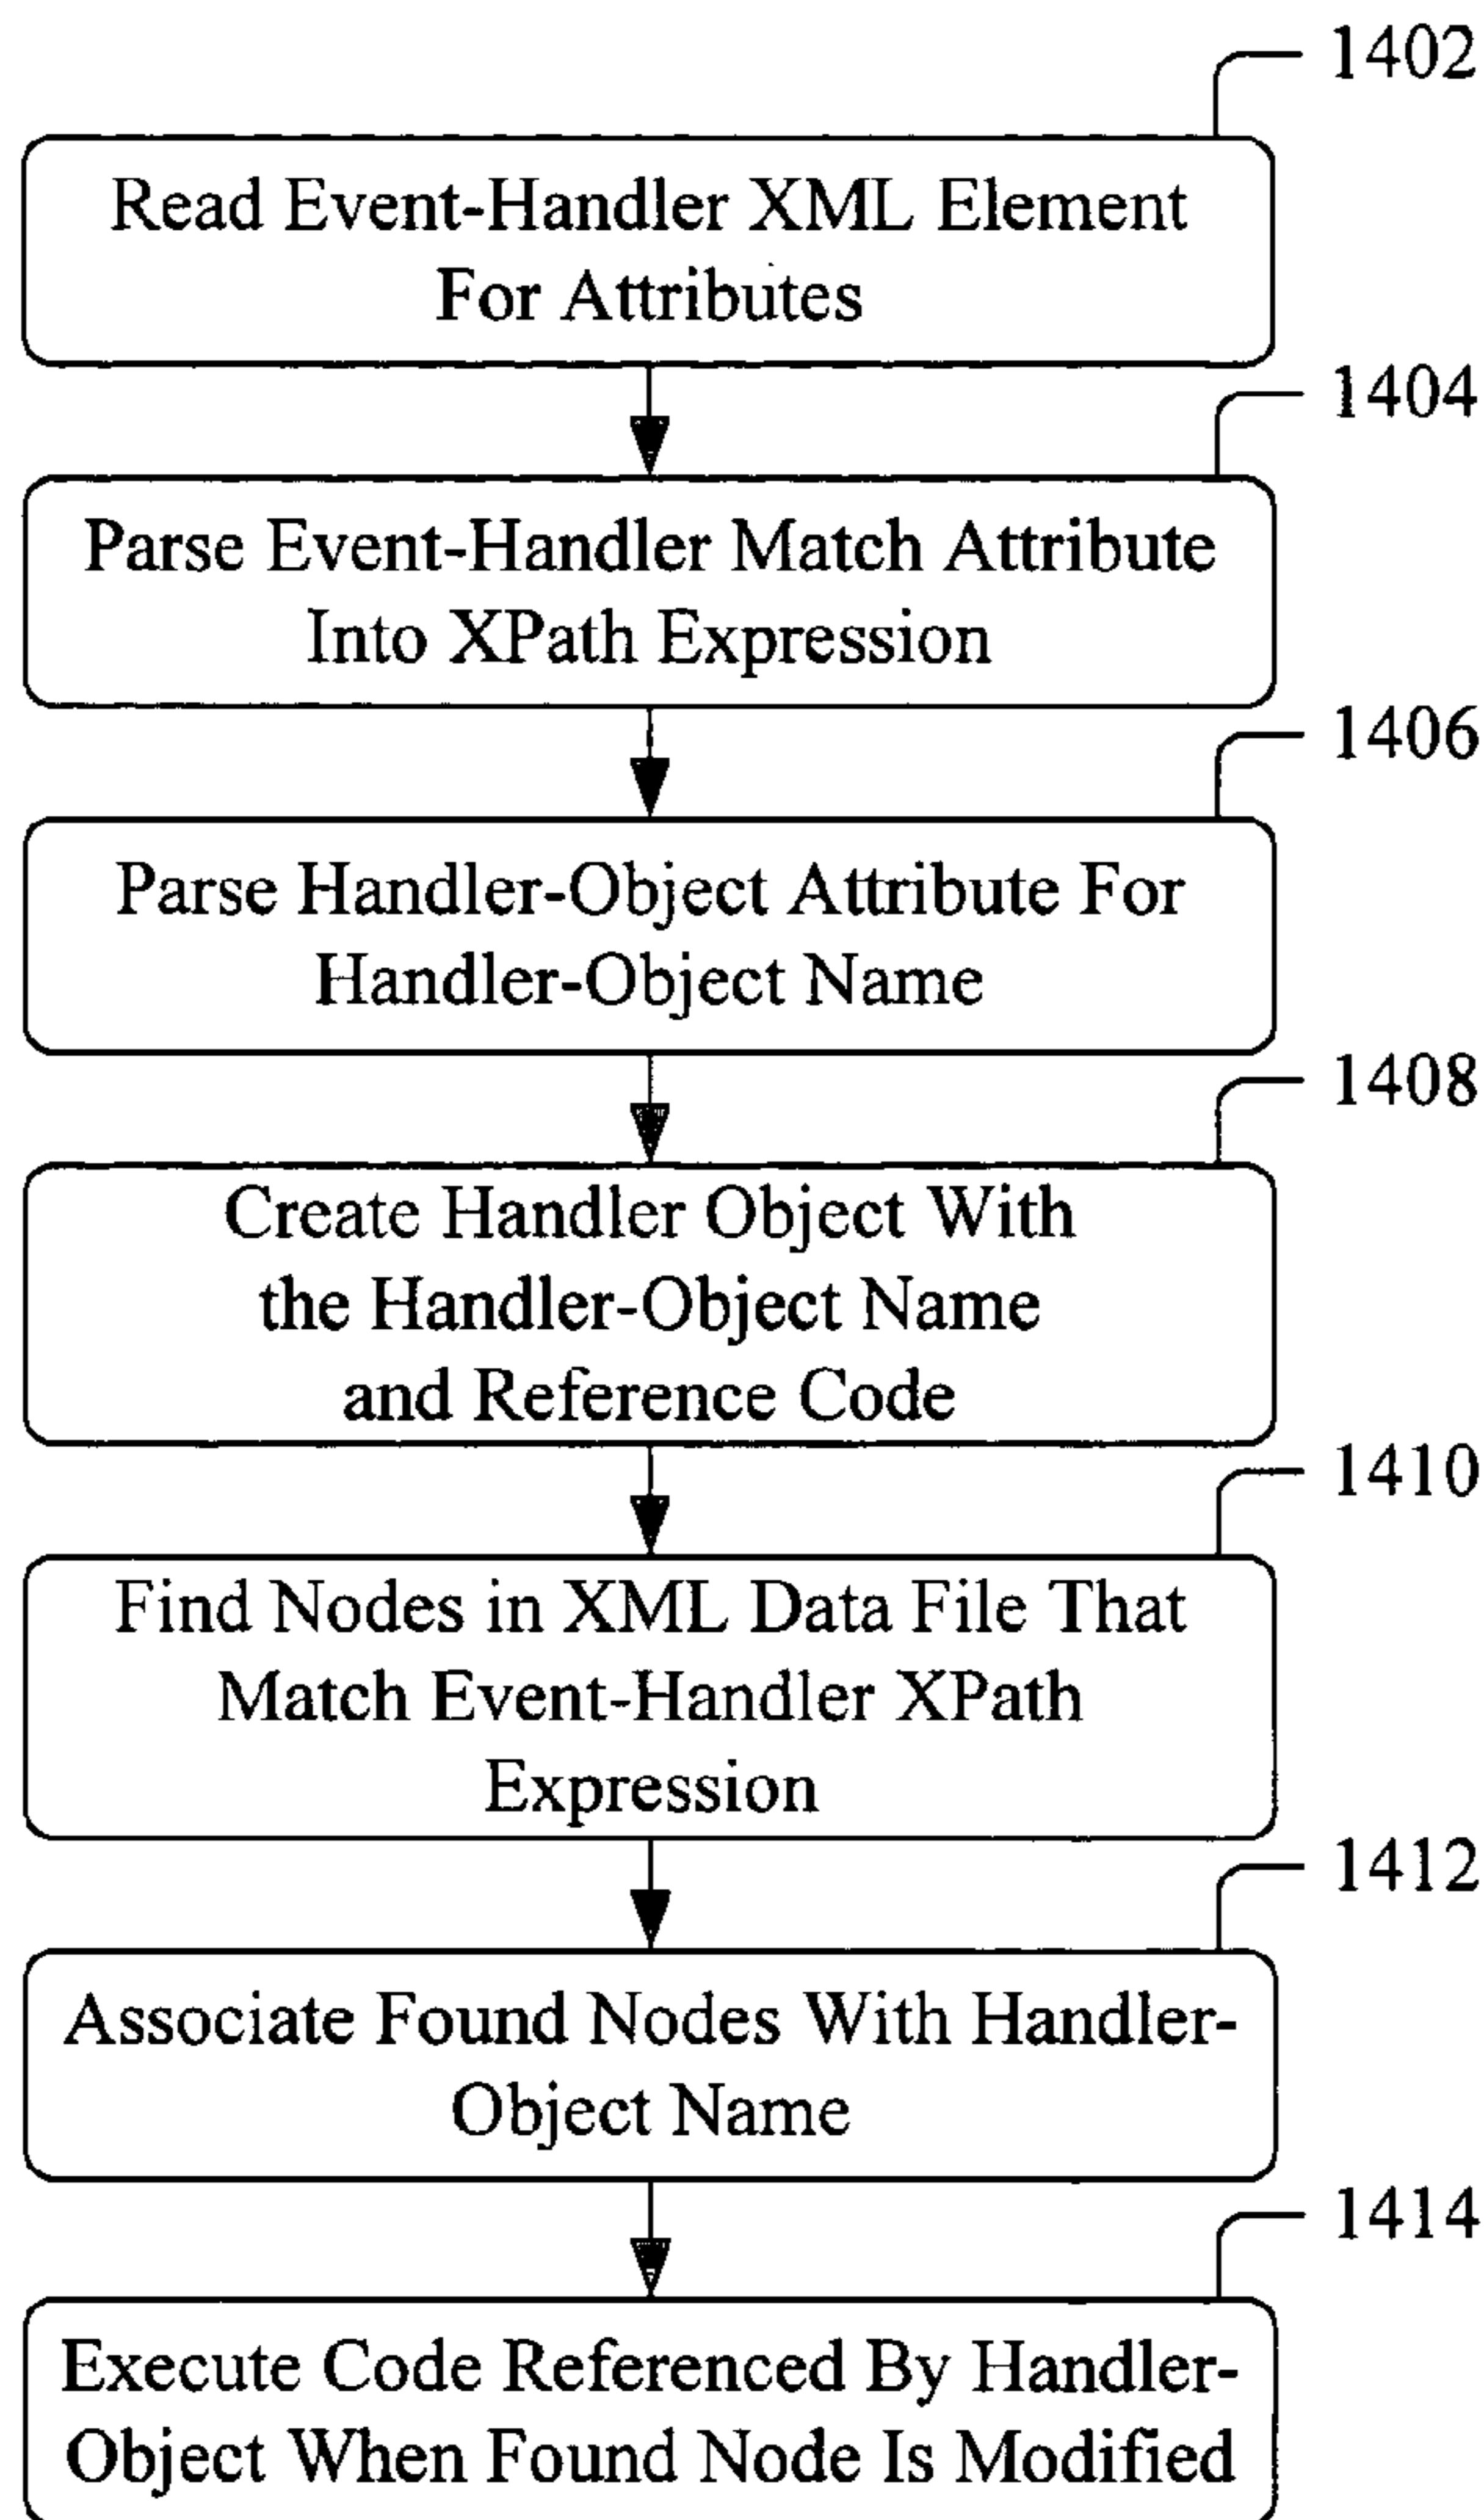 1402
Read Event-Handler XML Element
For Attributes
1404
Parse Event-Handler Match Attribute
Into XPath Expression
1406
Parse Handler-Object Attribute For
Handler-Object Name
1408
Create Handler Object With
the Handler-Object Name
and Reference Code
1410
Find Nodes in XML Data File That
Match Event-Handler XPath
Expression
1412
Associate Found Nodes With Handler-
Object Name
1414
Execute Code Referenced By Handler-
Object When Found Node Is Modified